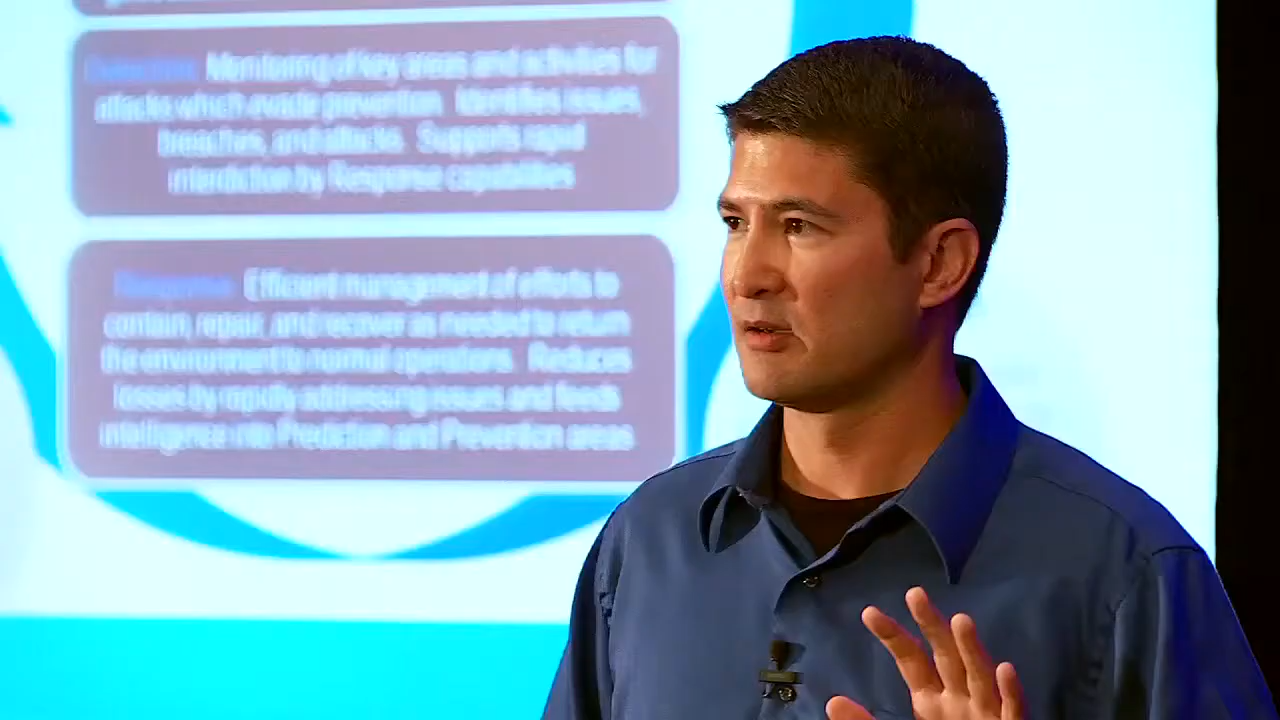 Detection: Monitoring of key areas and activities for
attacks which evade prevention. Identifies issues,
breaches, and attacks. Supports rapid
interdiction by Response capabilities
Response: Efficient management of efforts to
contain, repair, and recover as needed to return
the environment to normal operations. Reduces
losses by rapidly addressing issues and feeds
intelligence into Prediction and Prevention areas